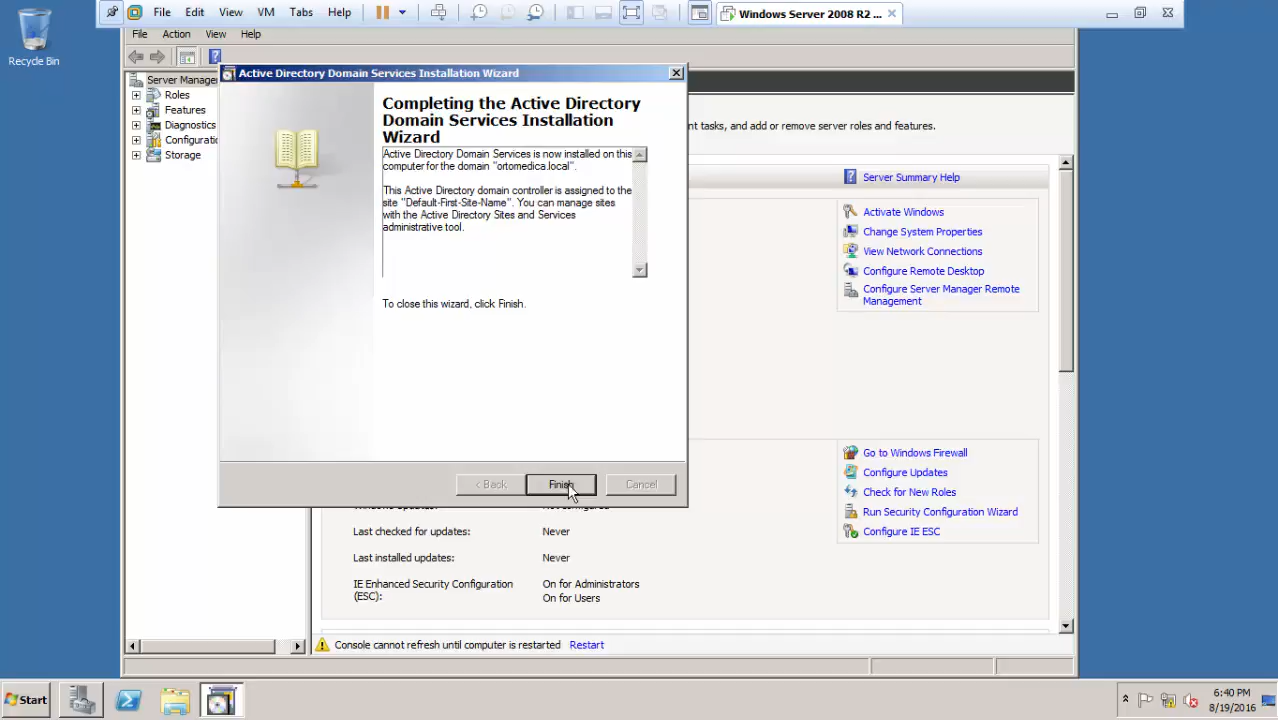 File Edit View VM Tabs Help
Windows Server 2008 R2 ...
Recycle Bin
File Action View Help
Server Manage
Roles
Features
Diagnostics
Configuratio
Storage
Active Directory Domain Services Installation Wizard
Completing the Active Directory
Domain Services Installation
Wizard
Active Directory Domain Services is now installed on this
computer for the domain "ortomedica.local".
This Active Directory domain controller is assigned to the
site "Default-First-Site-Name". You can manage sites
with the Active Directory Sites and Services
administrative tool.
To close this wizard, click Finish.
< Back Finish Cancel
nt tasks, and add or remove server roles and features.
Server Summary Help
Activate Windows
Change System Properties
View Network Connections
Configure Remote Desktop
Configure Server Manager Remote
Management
Go to Windows Firewall
Configure Updates
Check for New Roles
Run Security Configuration Wizard
Configure IE ESC
Last checked for updates: Never
Last installed updates: Never
IE Enhanced Security Configuration
(ESC):
On for Administrators
On for Users
Console cannot refresh until computer is restarted Restart
Start
6:40 PM
8/19/2016